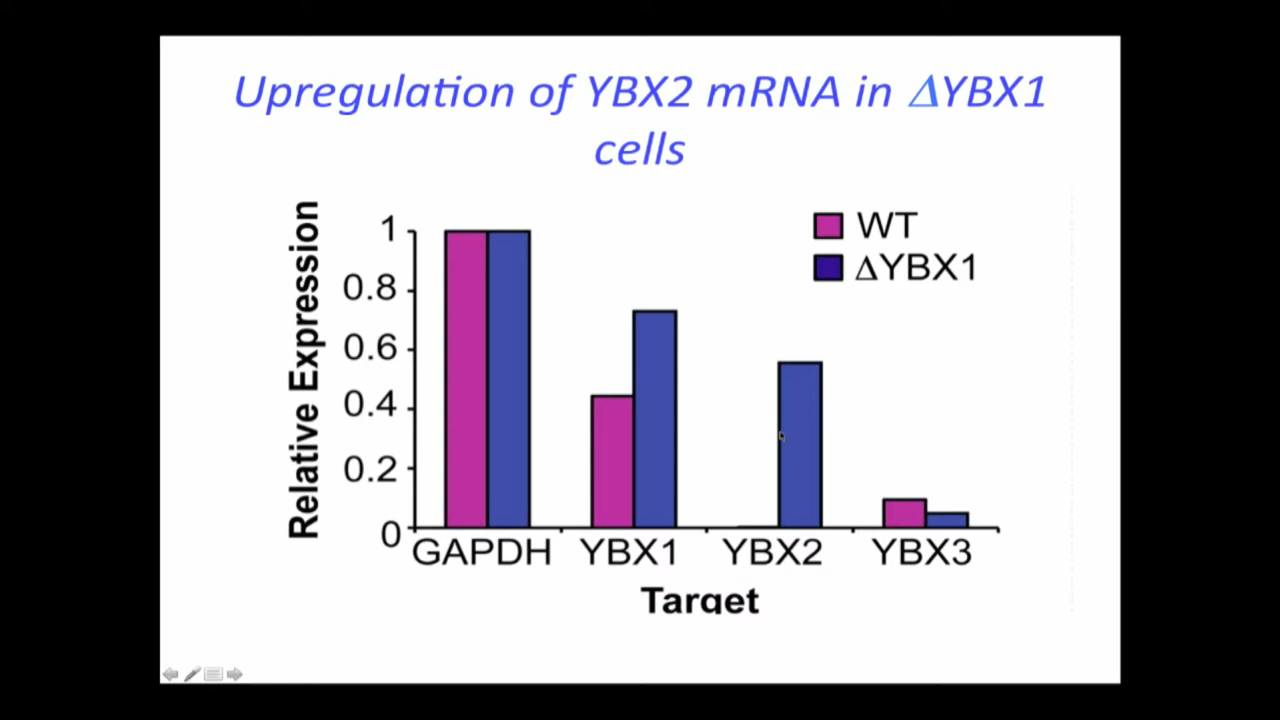 Upregulation of YBX2 mRNA in ΔYBX1
cells
Relative Expression
1
0.8
0.6
0.4
0.2
0
WT
ΔYBX1
GAPDH YBX1 YBX2 YBX3
Target